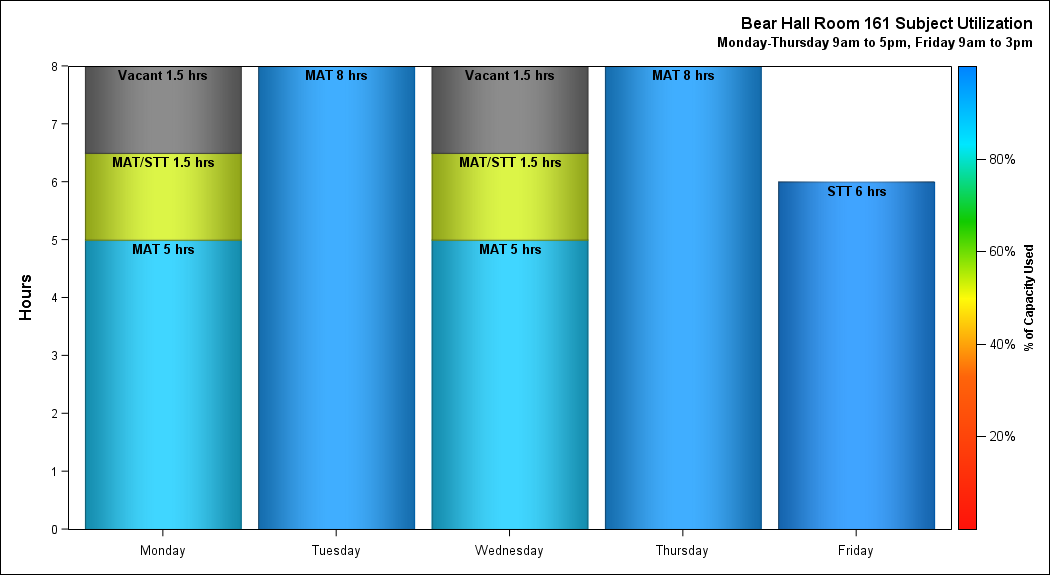 Bear Hall Room 161 Subject Utilization
Monday-Thursday 9am to 5pm, Friday 9am to 3pm
Hours
8
7
6
5
4
3
2
1
0
Vacant 1.5 hrs
MAT/STT 1.5 hrs
MAT 5 hrs
MAT 8 hrs
Vacant 1.5 hrs
MAT/STT 1.5 hrs
MAT 5 hrs
MAT 8 hrs
STT 6 hrs
Monday
Tuesday
Wednesday
Thursday
Friday
80%
60%
40%
20%
% of Capacity Used